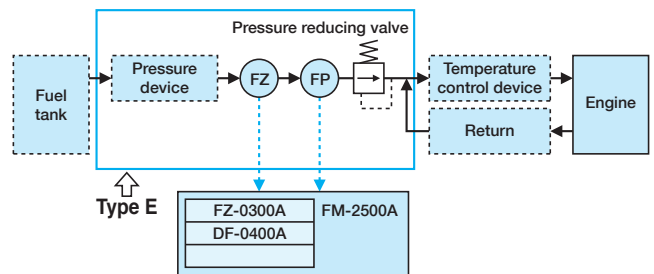 Pressure reducing valve
Fuel
tank
Pressure
device
FZ
FP
Temperature
control device
Return
Engine
Type E
FZ-0300A
DF-0400A
FM-2500A